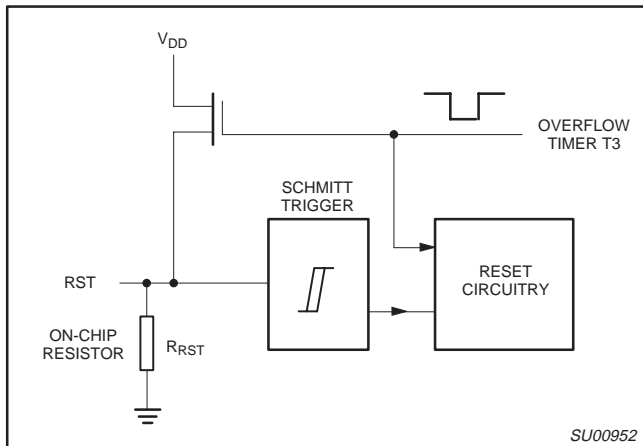 VDD
OVERFLOW
TIMER T3
SCHMITT
TRIGGER
RESET
CIRCUITRY
RST
ON-CHIP
RESISTOR
RRST
SU00952